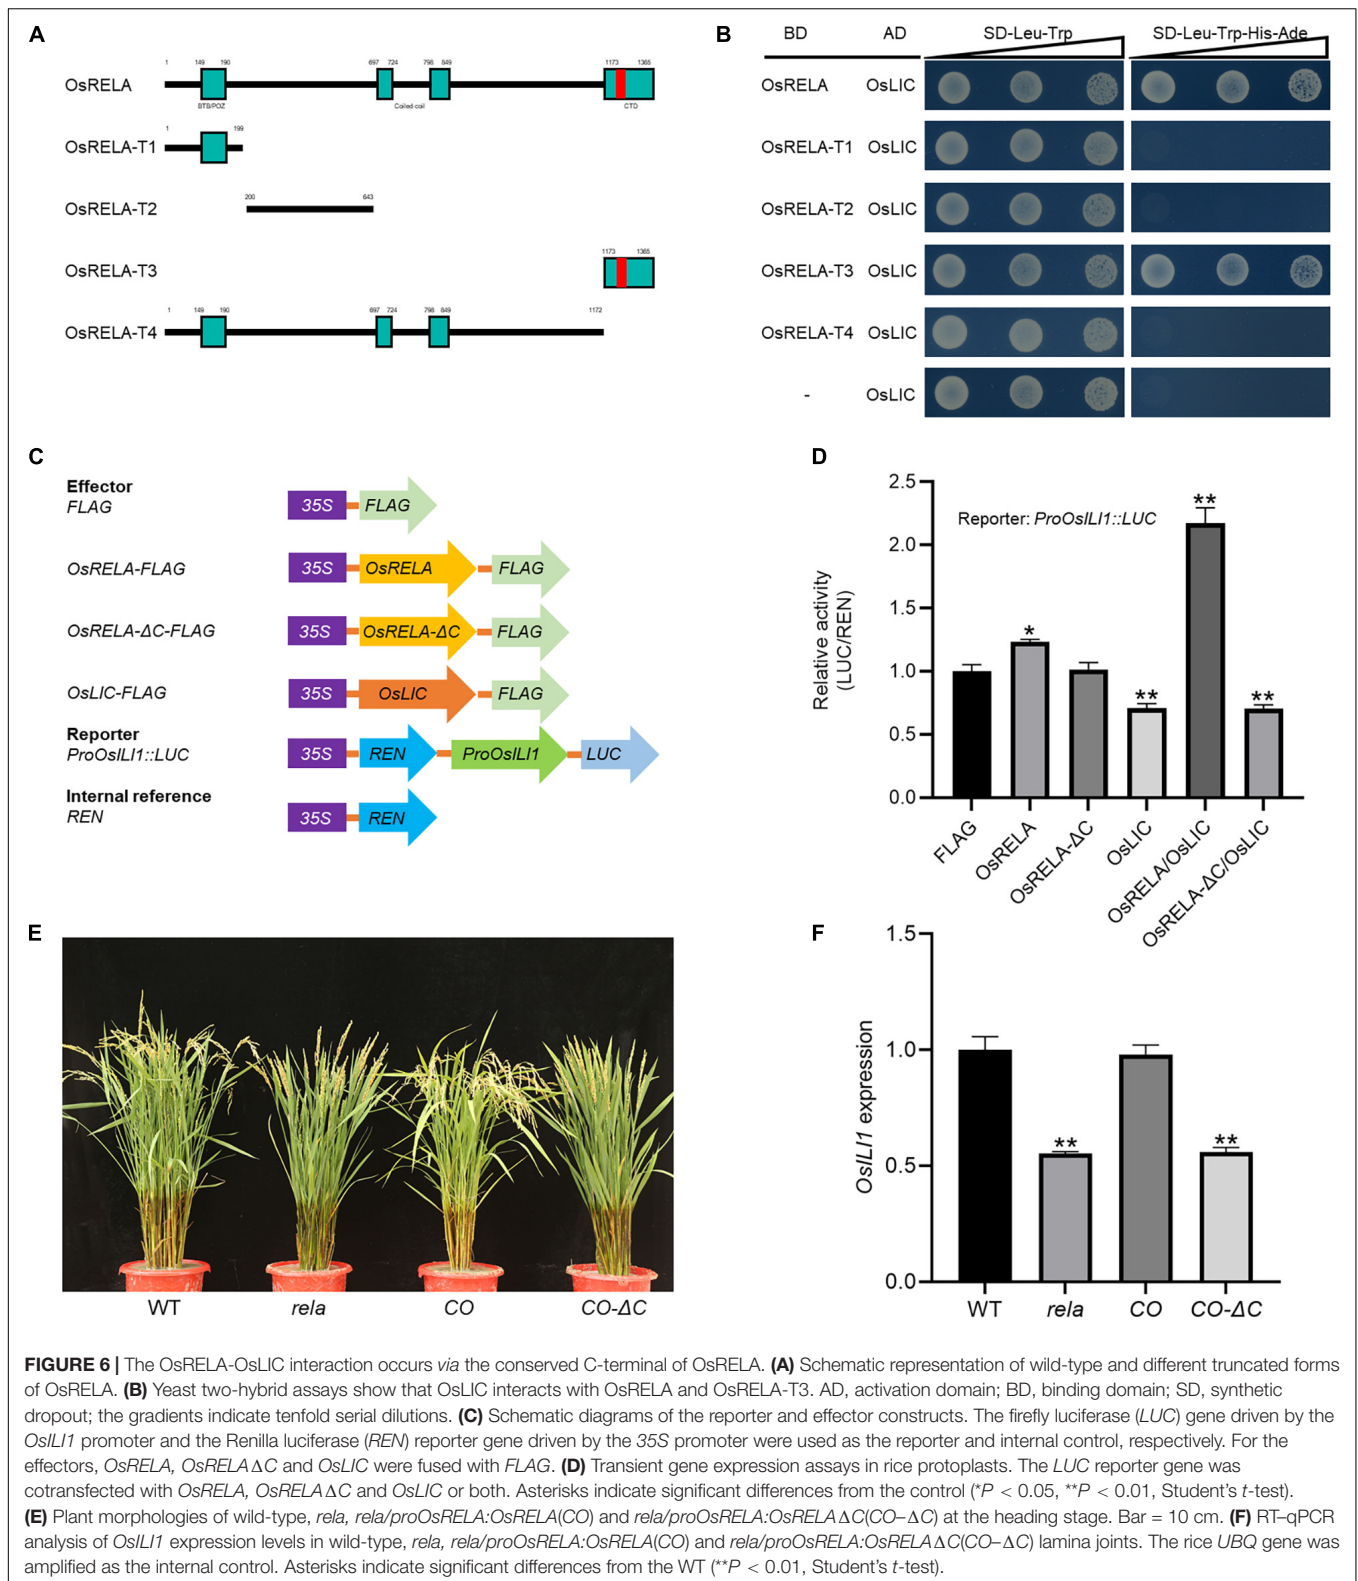 A
OsRELA
1 149 190 697 724 798 849 1173 1365
BTB/POZ Coiled-coil CTD
OsRELA-T1
1 199
OsRELA-T2
200 643
OsRELA-T3
1173 1365
OsRELA-T4
1 149 190 697 724 798 849 1172
B
BD AD SD-Leu-Trp SD-Leu-Trp-His-Ade
OsRELA OsLIC
OsRELA-T1 OsLIC
OsRELA-T2 OsLIC
OsRELA-T3 OsLIC
OsRELA-T4 OsLIC
- OsLIC
C
Effector
FLAG 35S FLAG
OsRELA-FLAG 35S OsRELA FLAG
OsRELA-ΔC-FLAG 35S OsRELA-ΔC FLAG
OsLIC-FLAG 35S OsLIC FLAG
Reporter
ProOsILI1::LUC 35S REN ProOsILI1 LUC
Internal reference
REN 35S REN
D
Reporter: ProOsILI1::LUC
Relative activity
(LUC/REN)
2.5
2.0
1.5
1.0
0.5
0.0
* ** ** **
FLAG
OsRELA
OsRELA-ΔC
OsLIC
OsRELA/OsLIC
OsRELA-ΔC/OsLIC
E
WT rela CO CO-ΔC
F
OsILI1 expression
1.5
1.0
0.5
0.0
** **
WT rela CO CO-ΔC
FIGURE 6 | The OsRELA-OsLIC interaction occurs via the conserved C-terminal of OsRELA. (A) Schematic representation of wild-type and different truncated forms
of OsRELA. (B) Yeast two-hybrid assays show that OsLIC interacts with OsRELA and OsRELA-T3. AD, activation domain; BD, binding domain; SD, synthetic
dropout; the gradients indicate tenfold serial dilutions. (C) Schematic diagrams of the reporter and effector constructs. The firefly luciferase (LUC) gene driven by the
OsILI1 promoter and the Renilla luciferase (REN) reporter gene driven by the 35S promoter were used as the reporter and internal control, respectively. For the
effectors, OsRELA, OsRELAΔC and OsLIC were fused with FLAG. (D) Transient gene expression assays in rice protoplasts. The LUC reporter gene was
cotransfected with OsRELA, OsRELAΔC and OsLIC or both. Asterisks indicate significant differences from the control (*P < 0.05, **P < 0.01, Student's t-test).
(E) Plant morphologies of wild-type, rela, rela/proOsRELA:OsRELA(CO) and rela/proOsRELA:OsRELAΔC(CO–ΔC) at the heading stage. Bar = 10 cm. (F) RT–qPCR
analysis of OsILI1 expression levels in wild-type, rela, rela/proOsRELA:OsRELA(CO) and rela/proOsRELA:OsRELAΔC(CO–ΔC) lamina joints. The rice UBQ gene was
amplified as the internal control. Asterisks indicate significant differences from the WT (**P < 0.01, Student's t-test).